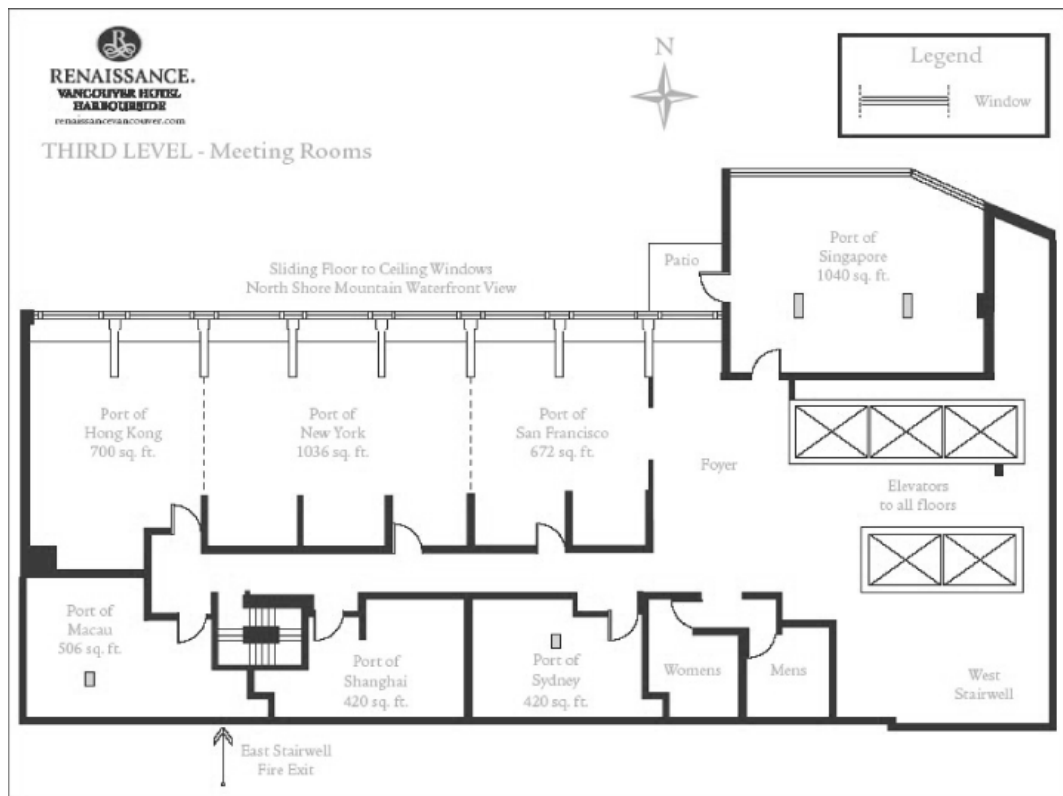 R
RENAISSANCE.
VANCOUVER HOTEL
HARBOURSIDE
renaissancevancouver.com
THIRD LEVEL - Meeting Rooms
N
Legend
Window
Sliding Floor to Ceiling Windows
North Shore Mountain Waterfront View
Patio
Port of
Singapore
1040 sq. ft.
Port of
Hong Kong
700 sq. ft.
Port of
New York
1036 sq. ft.
Port of
San Francisco
672 sq. ft.
Foyer
Elevators
to all floors
Port of
Macau
506 sq. ft.
Port of
Shanghai
420 sq. ft.
Port of
Sydney
420 sq. ft.
Womens
Mens
West
Stairwell
East Stairwell
Fire Exit